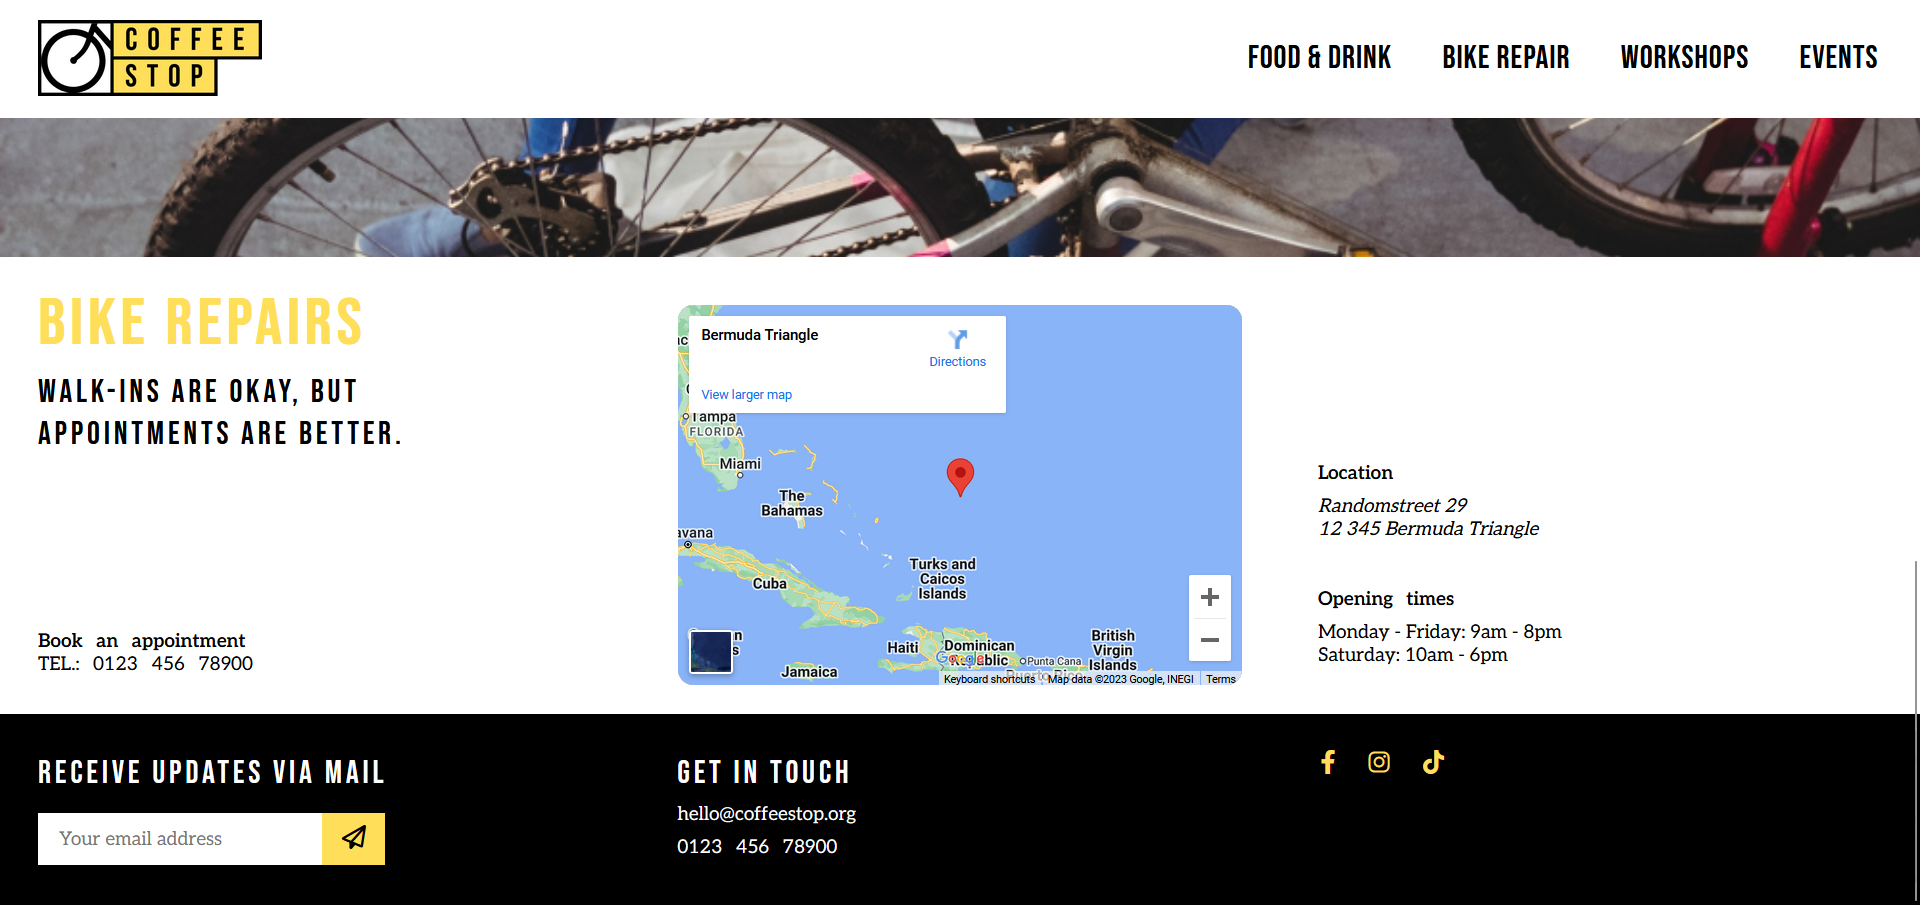 COFFEE
STOP
FOOD & DRINK
BIKE REPAIR
WORKSHOPS
EVENTS
BIKE REPAIRS
WALK-INS ARE OKAY, BUT
APPOINTMENTS ARE BETTER.
Book an appointment
TEL.: 0123 456 78900
Bermuda Triangle
Directions
View larger map
Tampa
FLORIDA
Miami
The
Bahamas
avana
Cuba
Turks and
Caicos
Islands
Haiti
Dominican
Republic
Punta Cana
British
Virgin
Islands
Jamaica
Puerto Rico
Google
Keyboard shortcuts
Map data ©2023 Google, INEGI
Terms
Location
Randomstreet 29
12 345 Bermuda Triangle
Opening times
Monday - Friday: 9am - 8pm
Saturday: 10am - 6pm
RECEIVE UPDATES VIA MAIL
Your email address
GET IN TOUCH
hello@coffeestop.org
0123 456 78900